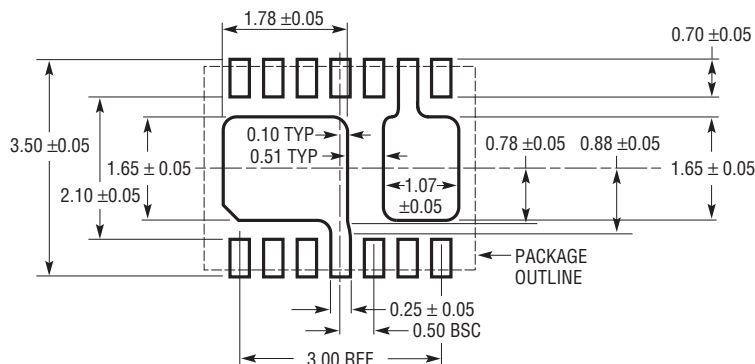 1.78 ±0.05
0.70 ±0.05
3.50 ±0.05
1.65 ± 0.05
2.10 ±0.05
0.10 TYP
0.51 TYP
0.78 ±0.05
0.88 ±0.05
1.07
±0.05
1.65 ± 0.05
PACKAGE
OUTLINE
0.25 ± 0.05
0.50 BSC
3.00 REF